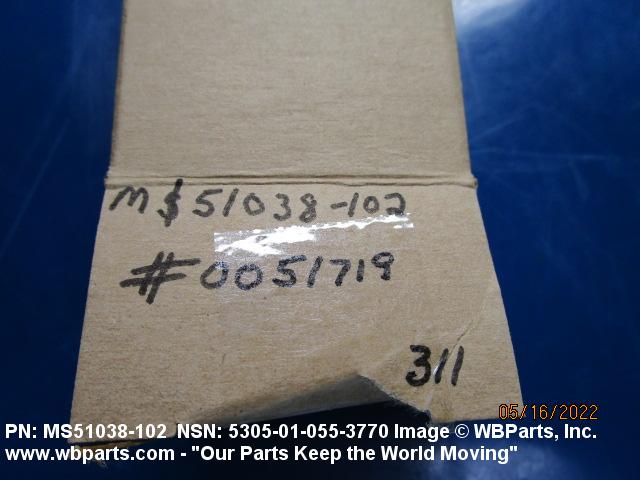 M$51038-102
#0051719
311
05/16/2022
PN: MS51038-102 NSN: 5305-01-055-3770 Image © WBParts, Inc.
www.wbparts.com - "Our Parts Keep the World Moving"